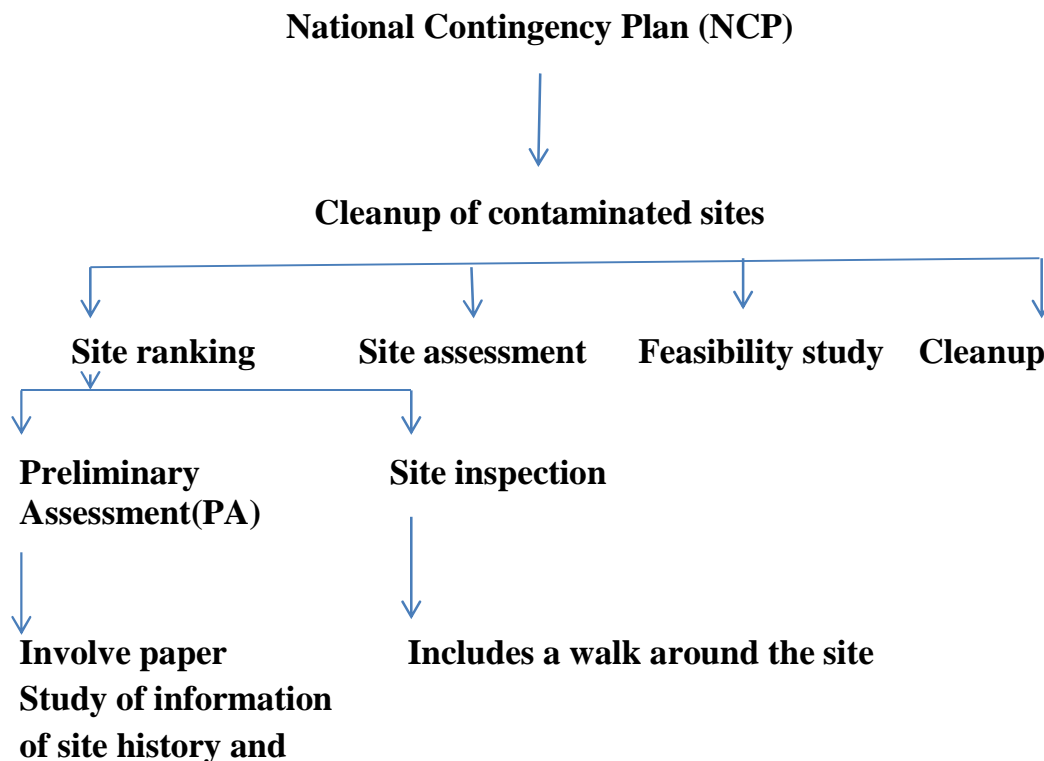 National Contingency Plan (NCP)
Cleanup of contaminated sites
Site ranking
Site assessment
Feasibility study
Cleanup
Preliminary
Assessment(PA)
Site inspection
Involve paper
Study of information
of site history and
Includes a walk around the site